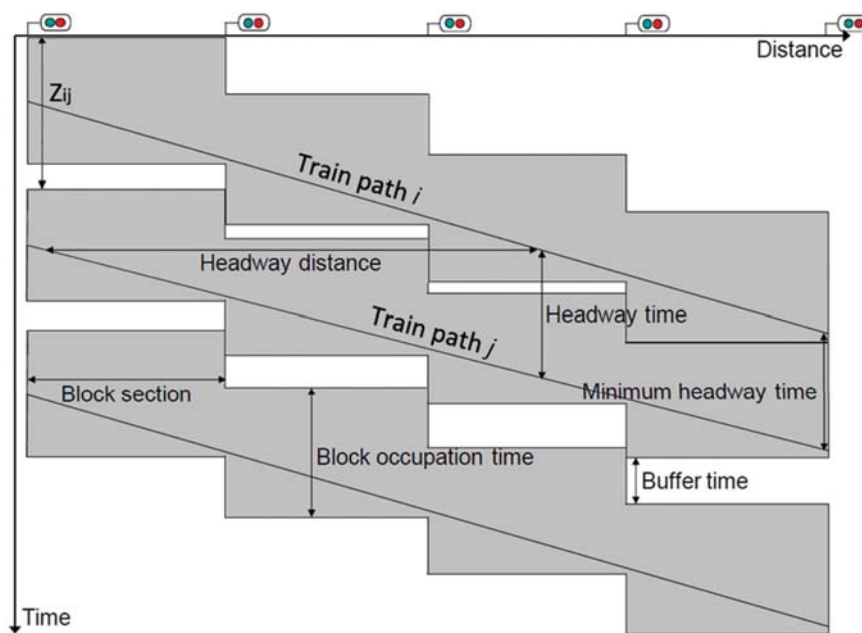 Distance
Zij
Train path i
Headway distance
Headway time
Train path j
Block section
Minimum headway time
Block occupation time
Buffer time
Time